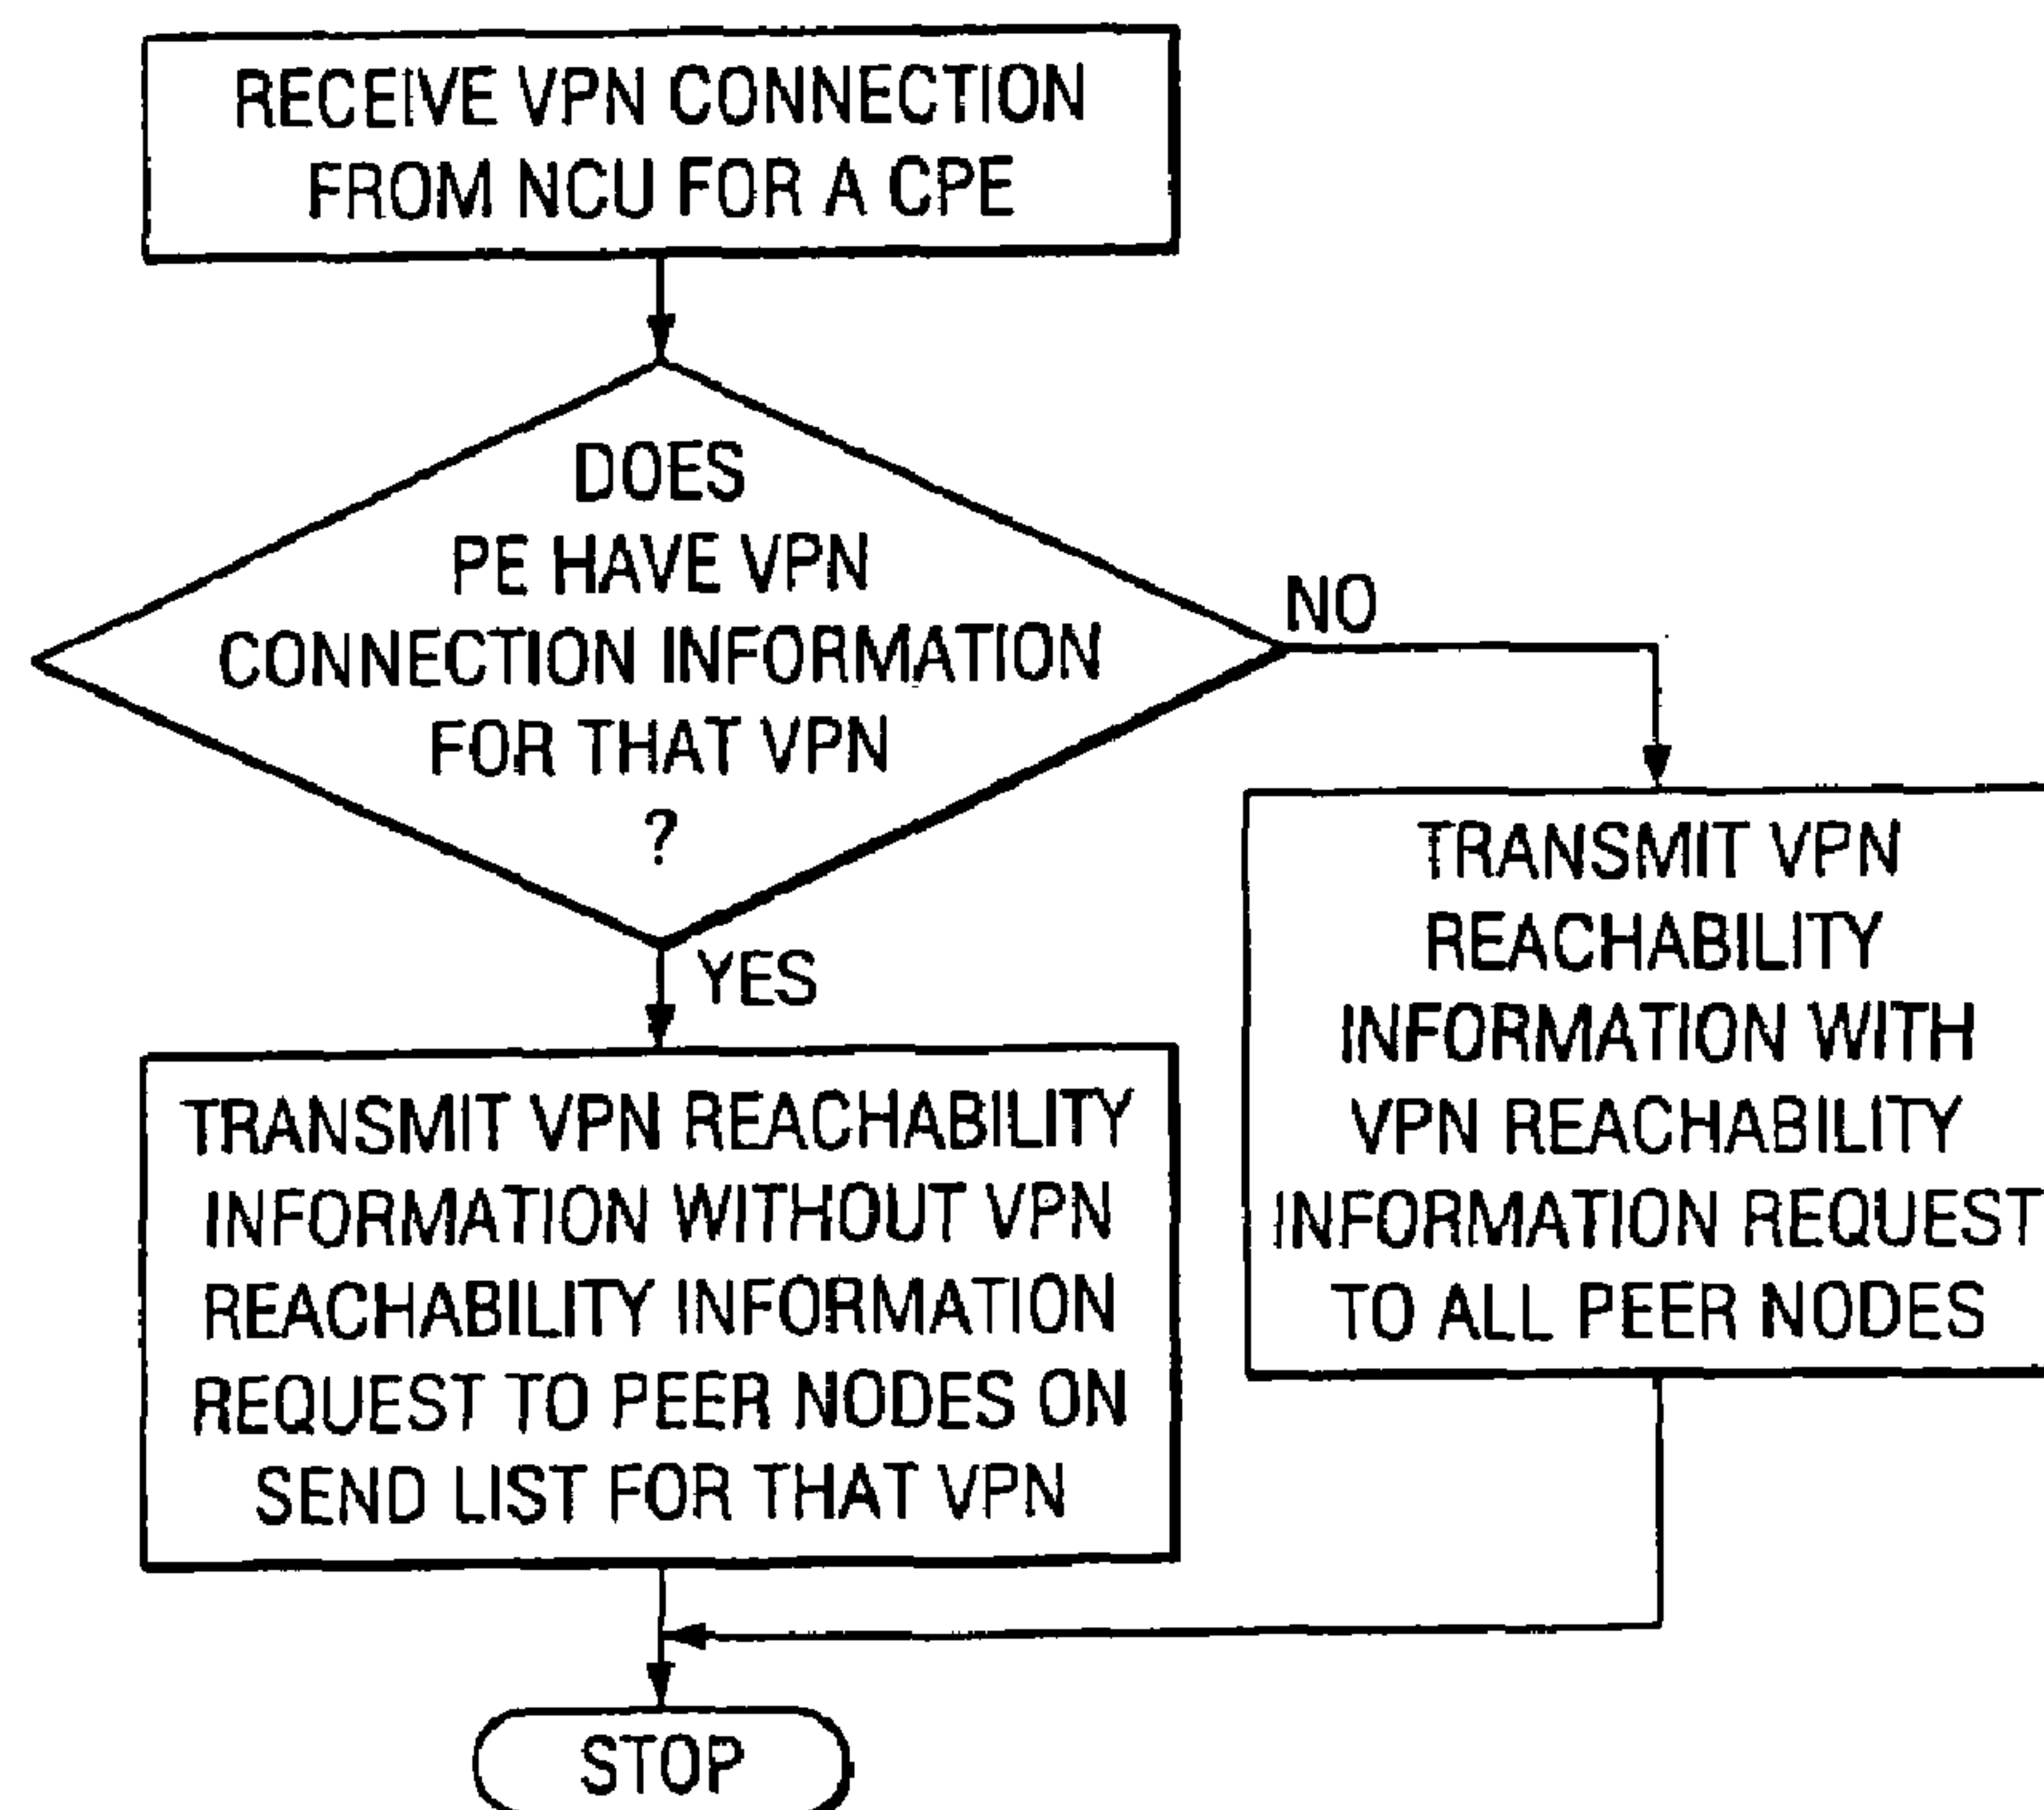 RECEIVE VPN CONNECTION
FROM NCU FOR A CPE
DOES
PE HAVE VPN
CONNECTION INFORMATION
FOR THAT VPN
?
NO
YES
TRANSMIT VPN
REACHABILITY
INFORMATION WITH
VPN REACHABILITY
INFORMATION REQUEST
TO ALL PEER NODES
TRANSMIT VPN REACHABILITY
INFORMATION WITHOUT VPN
REACHABILITY INFORMATION
REQUEST TO PEER NODES ON
SEND LIST FOR THAT VPN
STOP